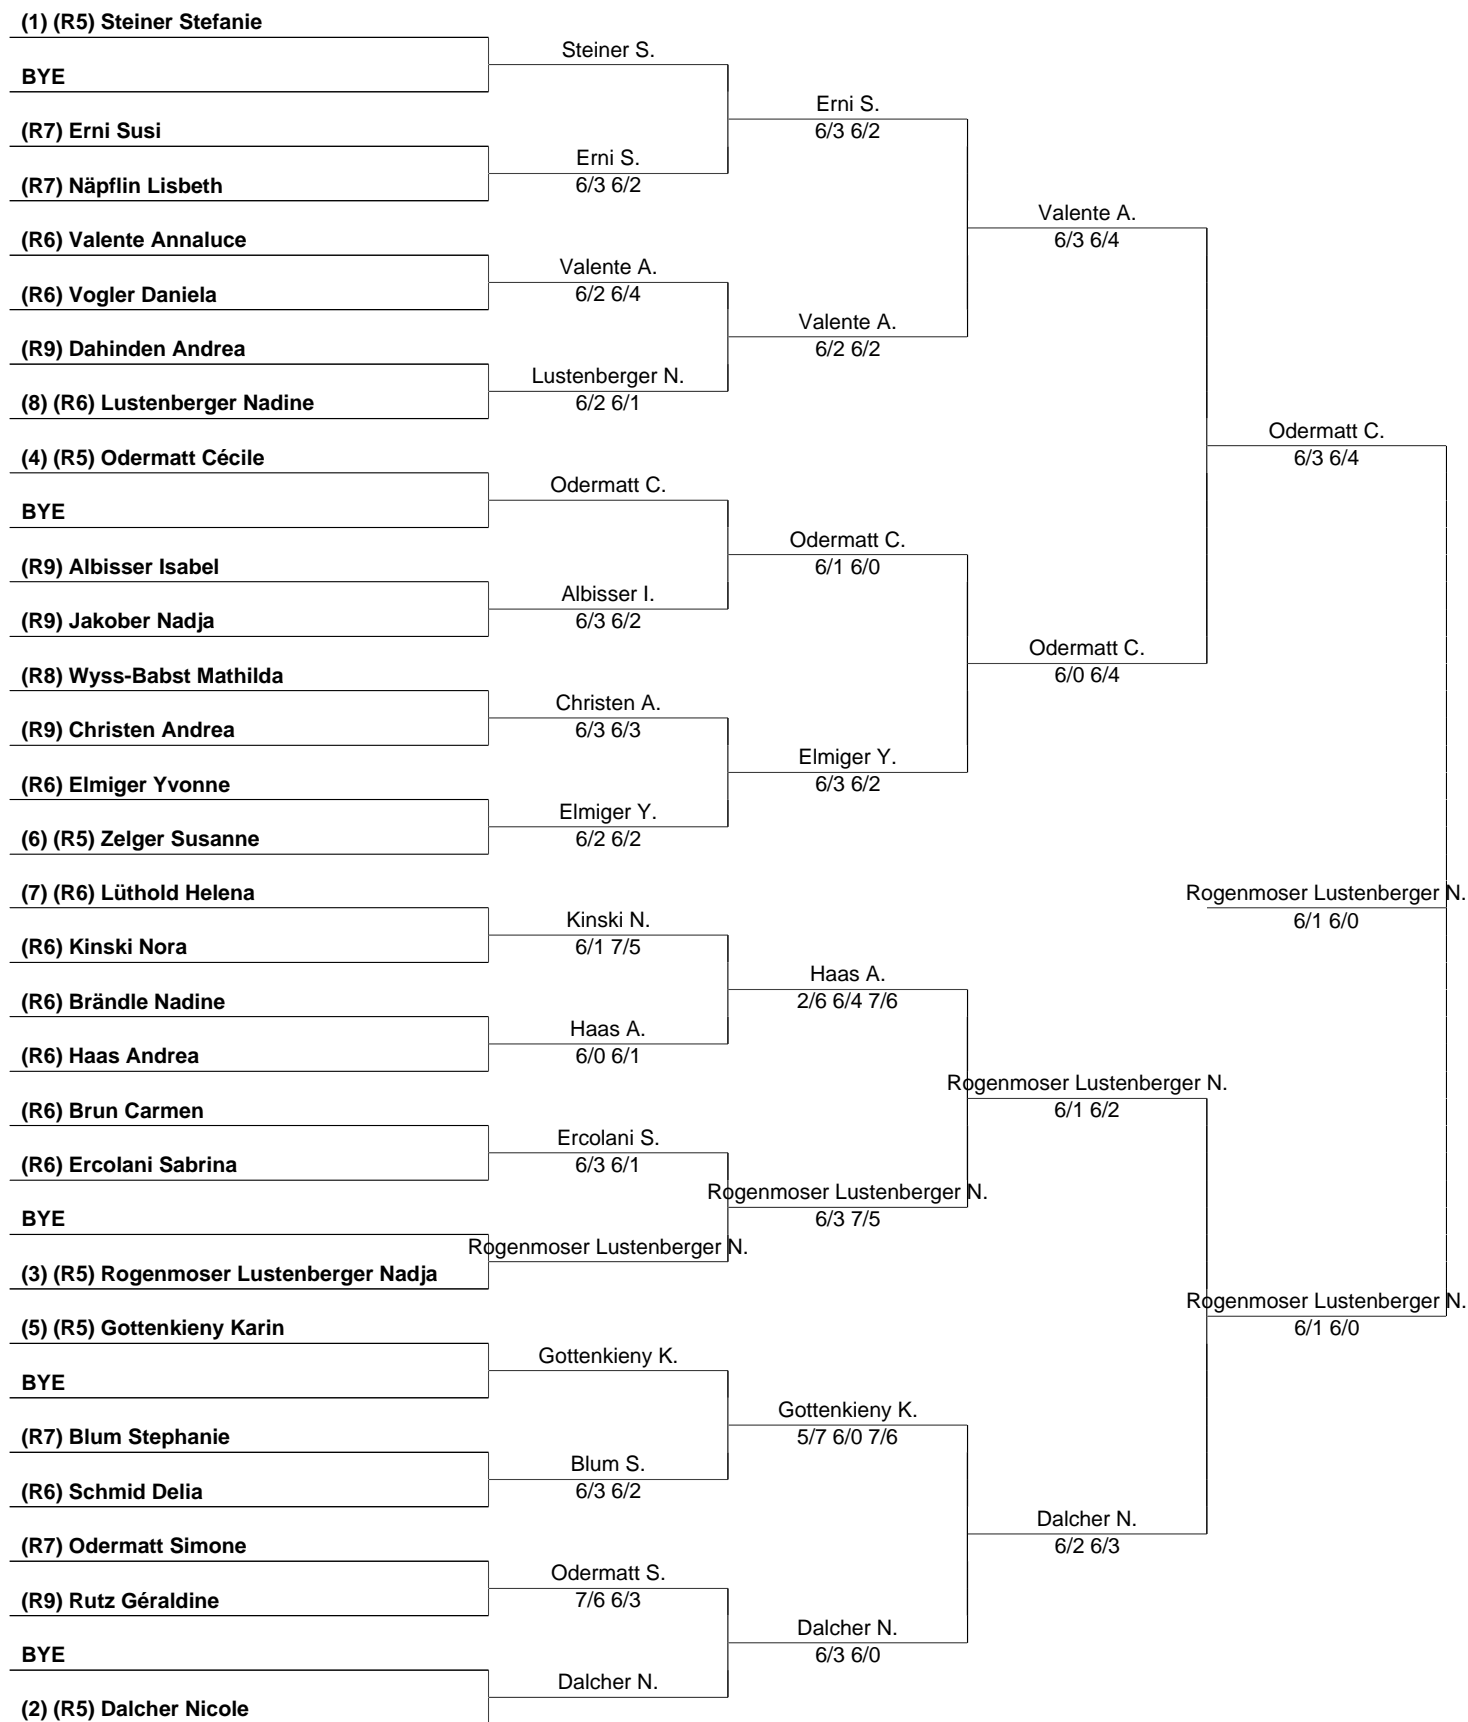 (1) (R5) Steiner Stefanie
Steiner S.
BYE
Erni S.
6/3 6/2
(R7) Erni Susi
Erni S.
6/3 6/2
(R7) Näpflin Lisbeth
Valente A.
6/3 6/4
(R6) Valente Annaluce
Valente A.
6/2 6/4
(R6) Vogler Daniela
Valente A.
6/2 6/2
(R9) Dahinden Andrea
Lustenberger N.
6/2 6/1
(8) (R6) Lustenberger Nadine
Odermatt C.
6/3 6/4
(4) (R5) Odermatt Cécile
Odermatt C.
BYE
Odermatt C.
6/1 6/0
(R9) Albisser Isabel
Albisser I.
6/3 6/2
(R9) Jakober Nadja
Odermatt C.
6/0 6/4
(R8) Wyss-Babst Mathilda
Christen A.
6/3 6/3
(R9) Christen Andrea
Elmiger Y.
6/3 6/2
(R6) Elmiger Yvonne
Elmiger Y.
6/2 6/2
(6) (R5) Zelger Susanne
(7) (R6) Lüthold Helena
Rogenmoser Lustenberger N.
6/1 6/0
Kinski N.
6/1 7/5
(R6) Kinski Nora
Haas A.
2/6 6/4 7/6
(R6) Brändle Nadine
Haas A.
6/0 6/1
(R6) Haas Andrea
Rogenmoser Lustenberger N.
6/1 6/2
(R6) Brun Carmen
Ercolani S.
6/3 6/1
(R6) Ercolani Sabrina
Rogenmoser Lustenberger N.
6/3 7/5
BYE
Rogenmoser Lustenberger N.
(3) (R5) Rogenmoser Lustenberger Nadja
Rogenmoser Lustenberger N.
6/1 6/0
(5) (R5) Gottenkieny Karin
Gottenkieny K.
BYE
Gottenkieny K.
5/7 6/0 7/6
(R7) Blum Stephanie
Blum S.
6/3 6/2
(R6) Schmid Delia
Dalcher N.
6/2 6/3
(R7) Odermatt Simone
Odermatt S.
7/6 6/3
(R9) Rutz Géraldine
Dalcher N.
6/3 6/0
BYE
Dalcher N.
(2) (R5) Dalcher Nicole